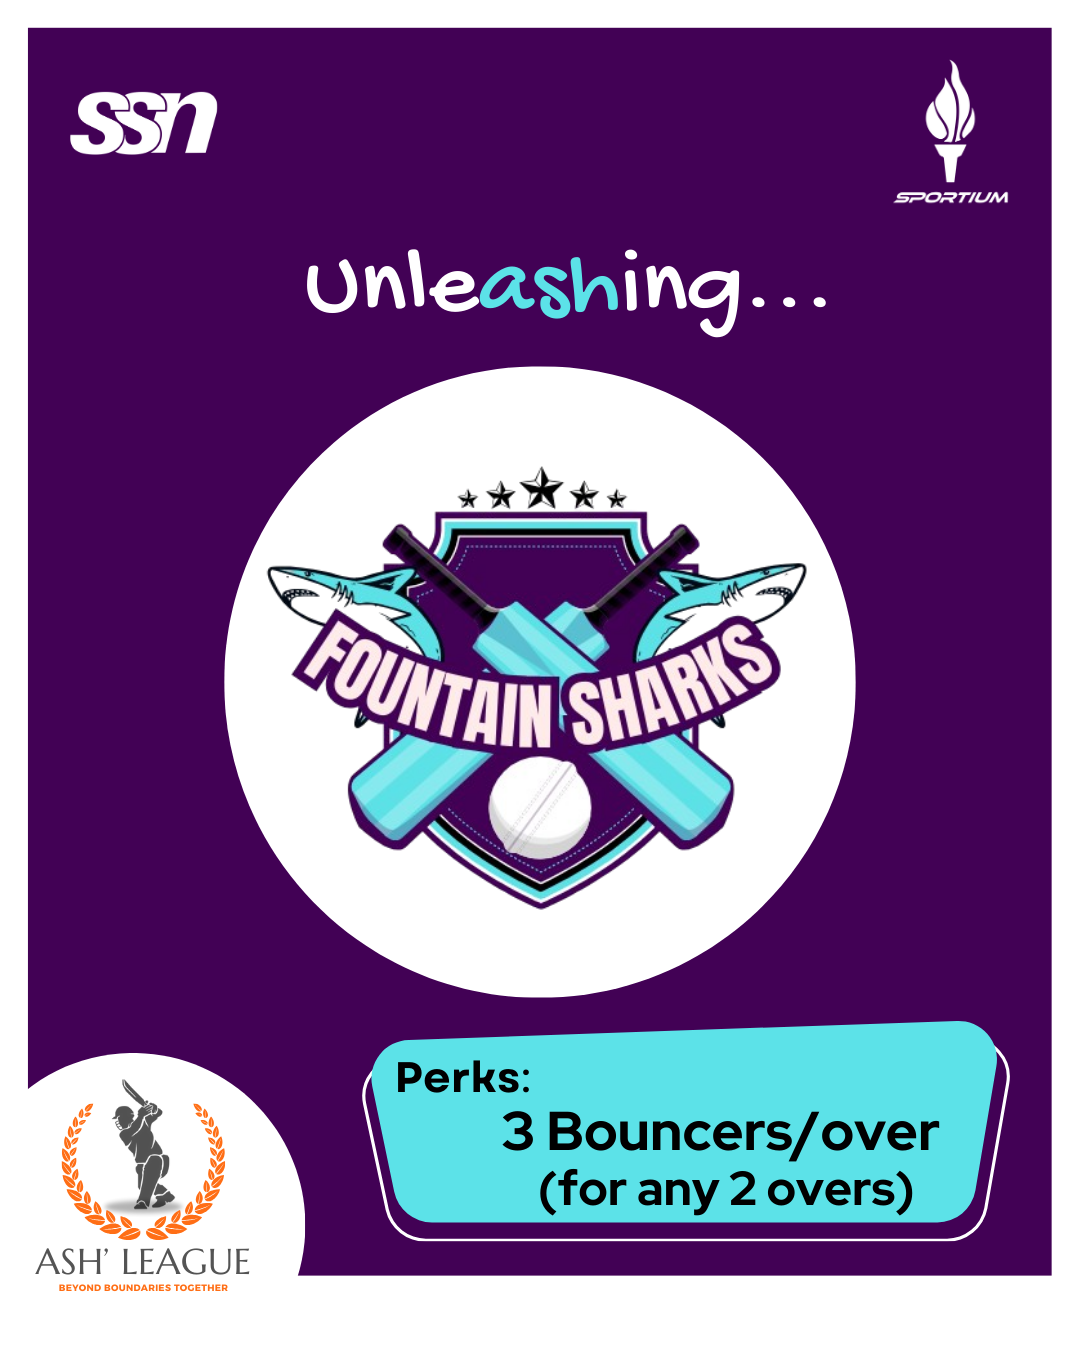 ssn
SPORTIUM
Unleashing...
FOUNTAIN SHARKS
Perks:
3 Bouncers/over
(for any 2 overs)
ASH' LEAGUE
BEYOND BOUNDARIES TOGETHER